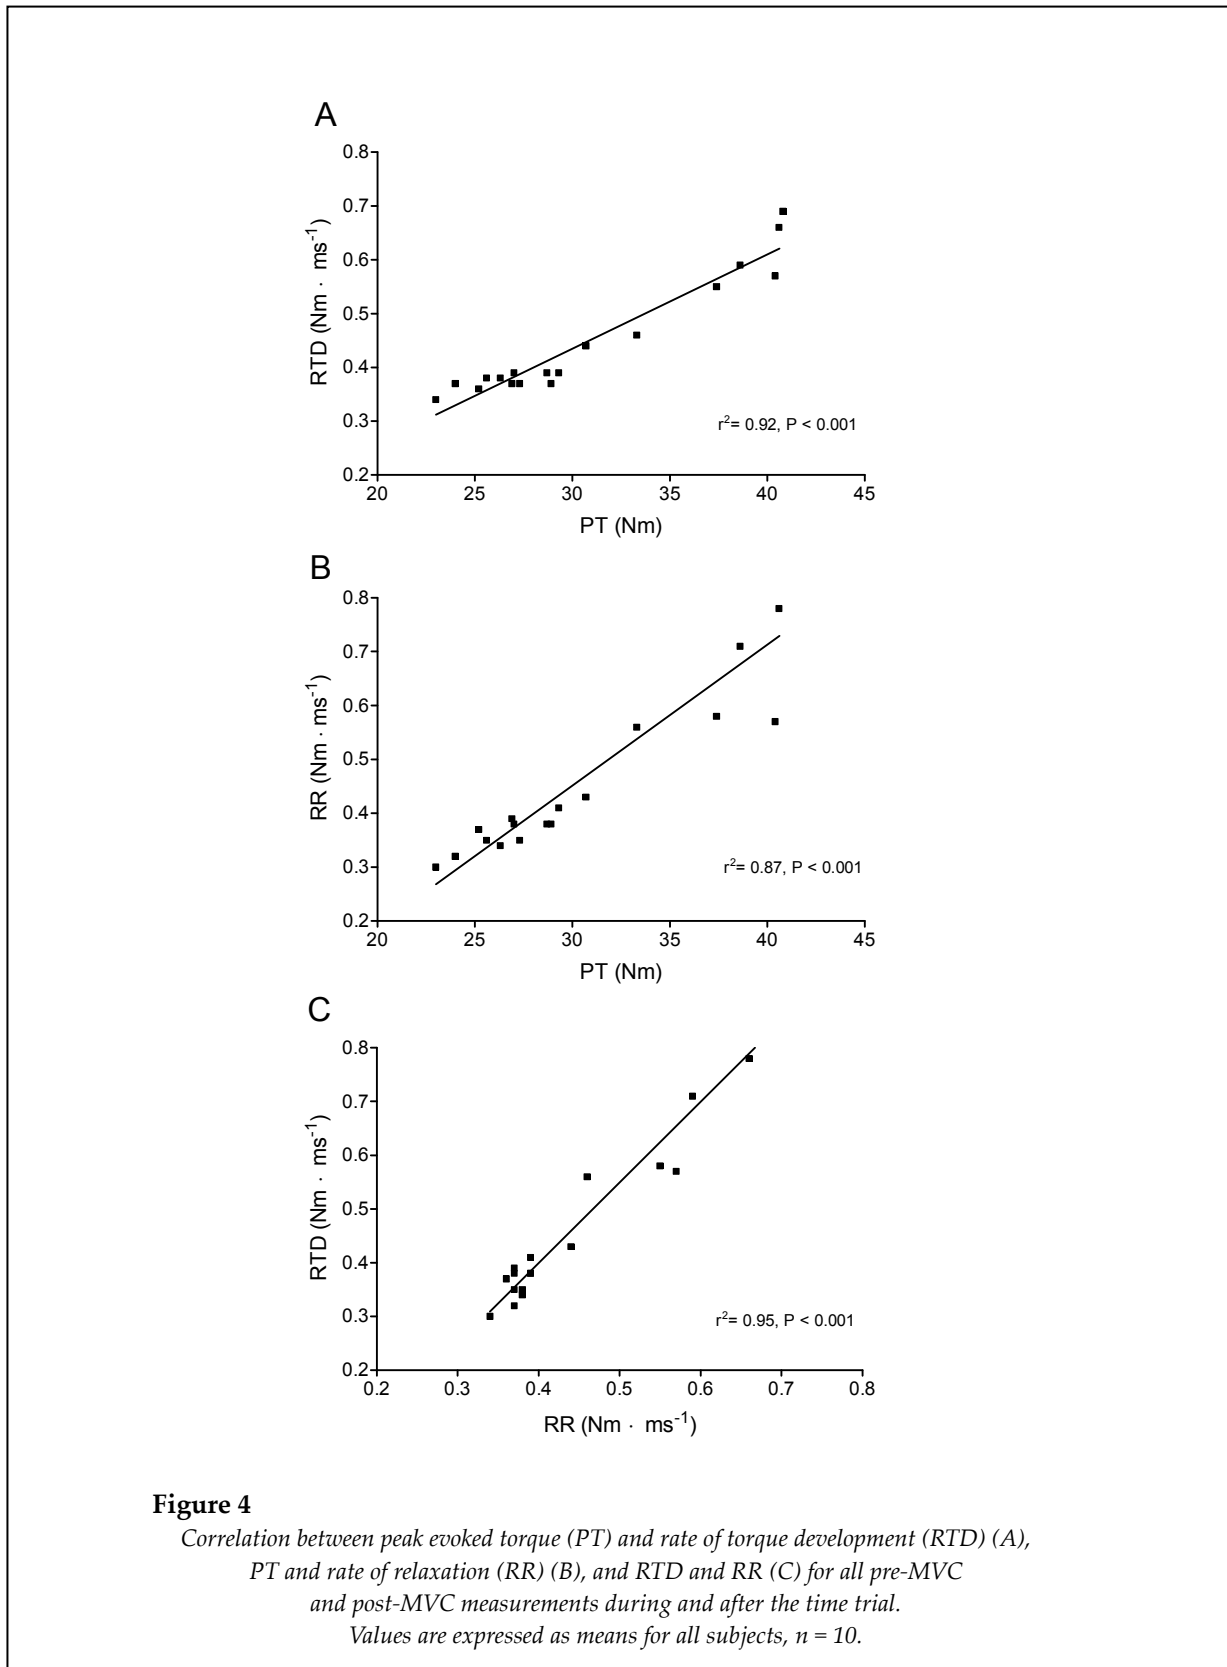 A
0.8
0.7
0.6
0.5
0.4
0.3
0.2
RTD (Nm · ms⁻¹)
r²= 0.92, P < 0.001
20 25 30 35 40 45
PT (Nm)
B
0.8
0.7
0.6
0.5
0.4
0.3
0.2
RR (Nm · ms⁻¹)
r²= 0.87, P < 0.001
20 25 30 35 40 45
PT (Nm)
C
0.8
0.7
0.6
0.5
0.4
0.3
0.2
RTD (Nm · ms⁻¹)
r²= 0.95, P < 0.001
0.2 0.3 0.4 0.5 0.6 0.7 0.8
RR (Nm · ms⁻¹)
Figure 4
Correlation between peak evoked torque (PT) and rate of torque development (RTD) (A),
PT and rate of relaxation (RR) (B), and RTD and RR (C) for all pre-MVC
and post-MVC measurements during and after the time trial.
Values are expressed as means for all subjects, n = 10.